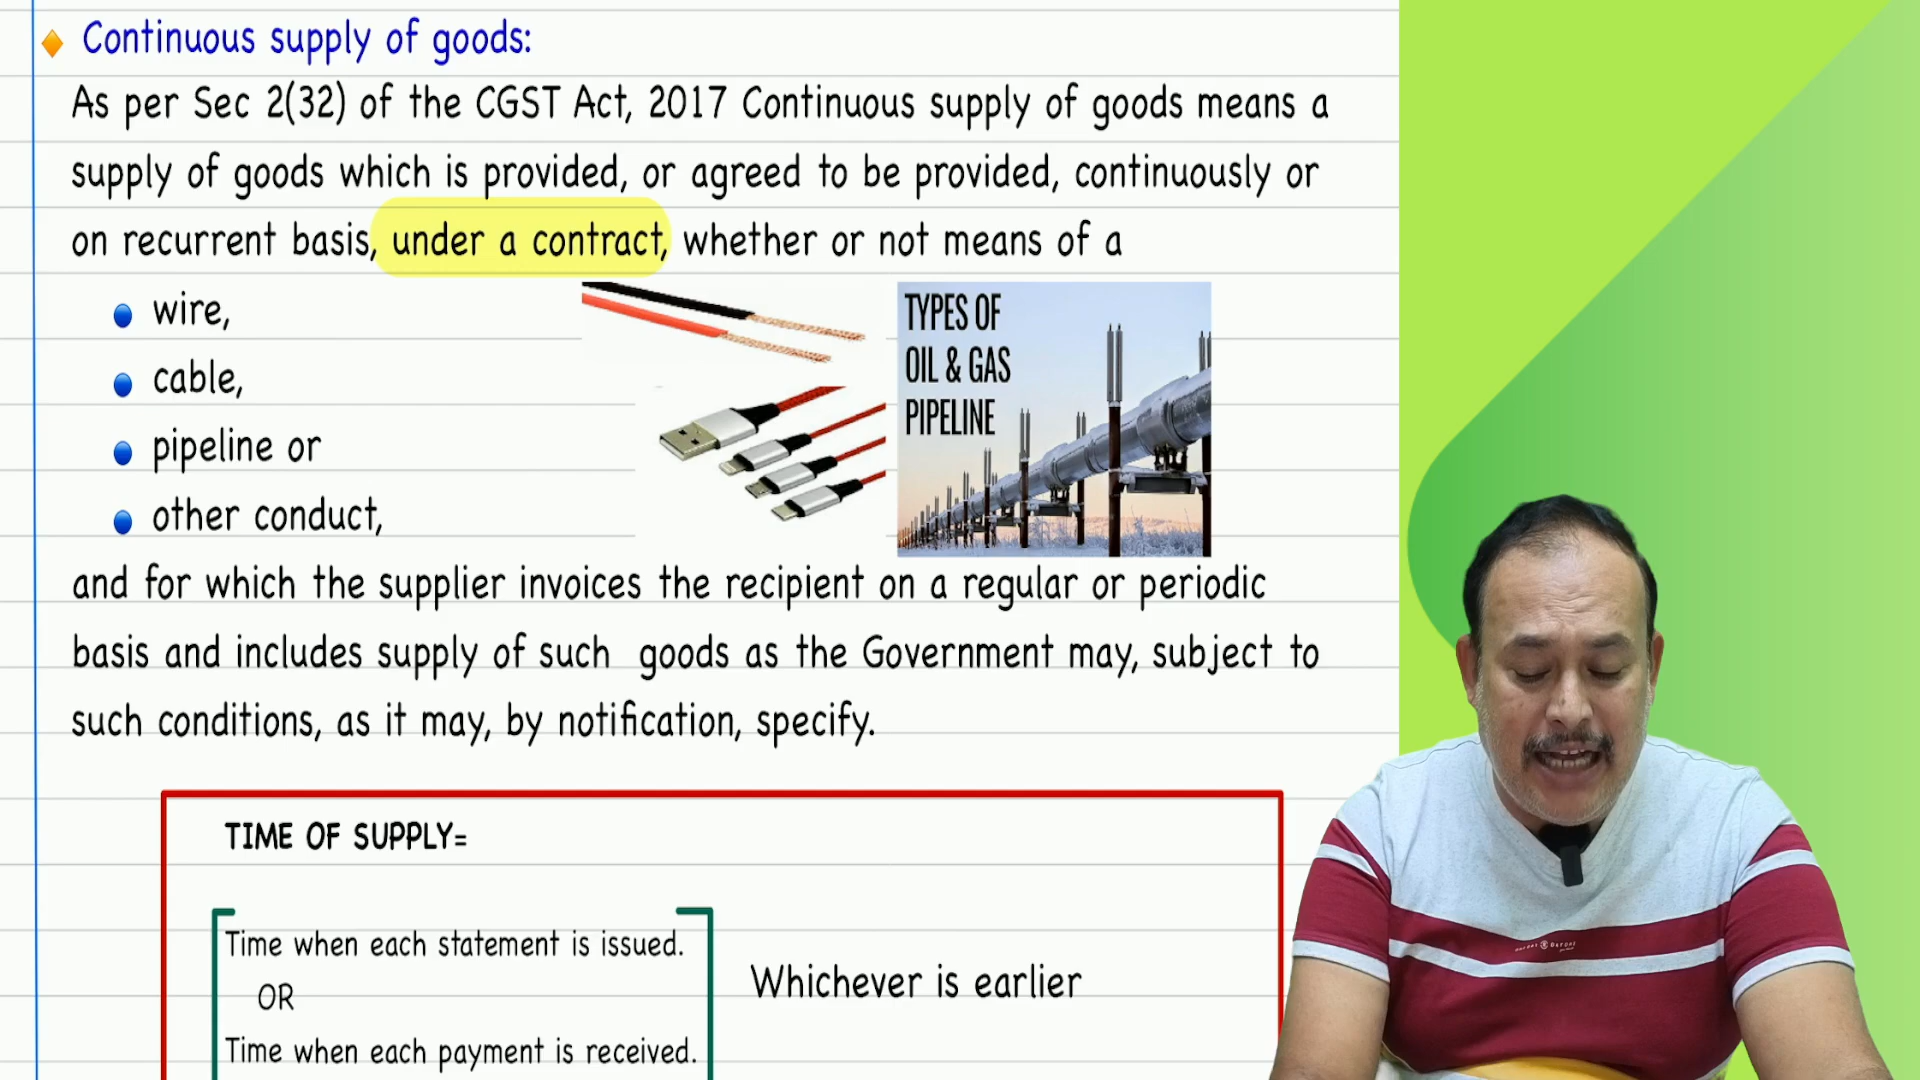 Continuous supply of goods:
As per Sec 2(32) of the CGST Act, 2017 Continuous supply of goods means a
supply of goods which is provided, or agreed to be provided, continuously or
on recurrent basis, under a contract, whether or not means of a
wire,
cable,
pipeline or
other conduct,
TYPES OF
OIL & GAS
PIPELINE
and for which the supplier invoices the recipient on a regular or periodic
basis and includes supply of such goods as the Government may, subject to
such conditions, as it may, by notification, specify.
TIME OF SUPPLY=
Time when each statement is issued.
OR
Time when each payment is received.
Whichever is earlier